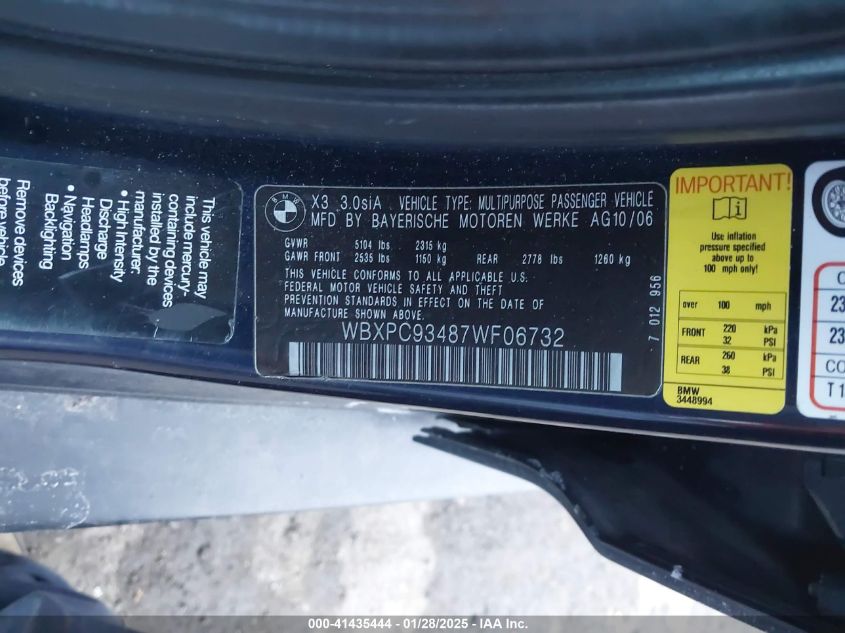 This vehicle may
include mercury-
containing devices
installed by the
manufacturer:
• High Intensity
Discharge
Headlamps
• Navigation
Backlighting
Remove devices
before vehicle
BMW
X3 3.0siA . VEHICLE TYPE: MULTIPURPOSE PASSENGER VEHICLE
MFD BY BAYERISCHE MOTOREN WERKE AG10/06
GVWR 5104 lbs 2315 kg
GAWR FRONT 2535 lbs 1150 kg REAR 2778 lbs 1260 kg
THIS VEHICLE CONFORMS TO ALL APPLICABLE U.S.
FEDERAL MOTOR VEHICLE SAFETY AND THEFT
PREVENTION STANDARDS IN EFFECT ON THE DATE OF
MANUFACTURE SHOWN ABOVE.
WBXPC93487WF06732
7 012 956
IMPORTANT!
i
Use inflation
pressure specified
above up to
100 mph only!
over 100 mph
FRONT 220 kPa
32 PSI
REAR 260 kPa
38 PSI
BMW
3448994
23
23
CO
T1
000-41435444 - 01/28/2025 - IAA Inc.